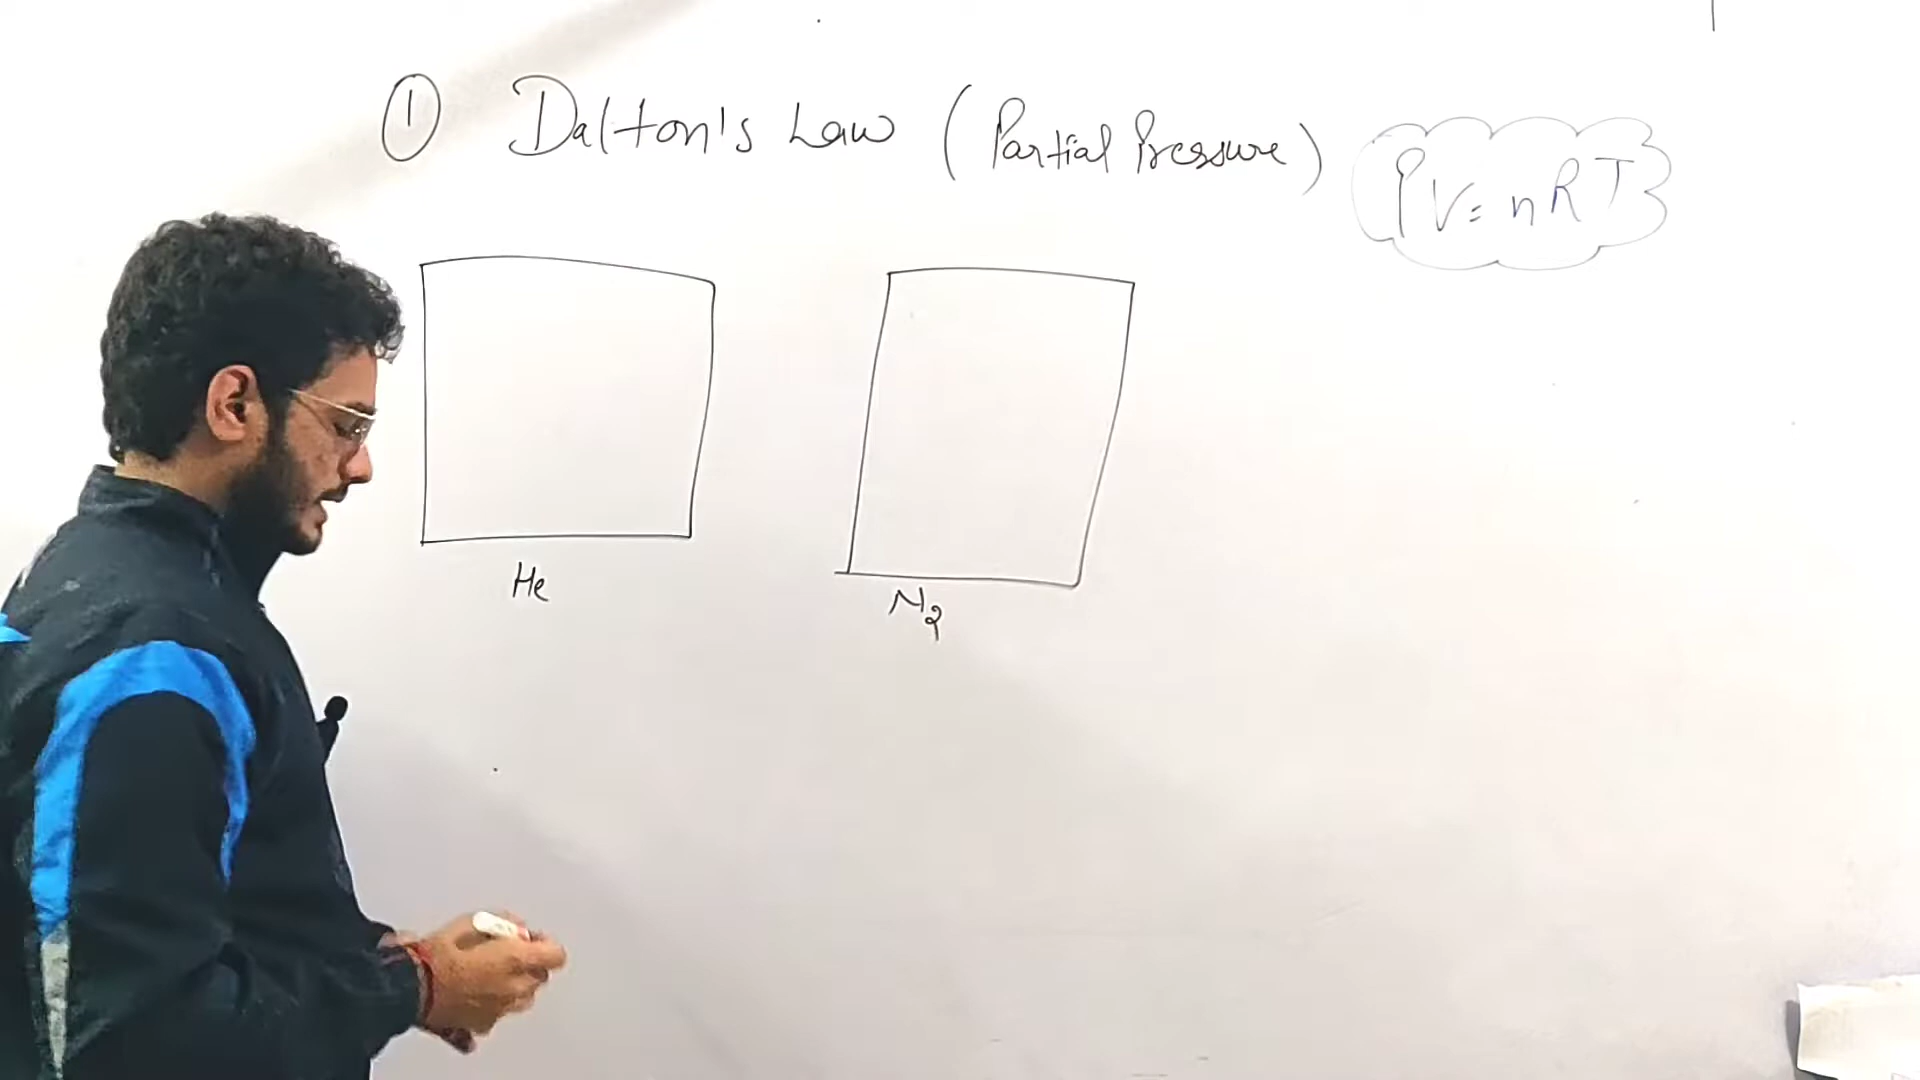 ① Dalton's Law (Partial Pressure)
PV = nRT
He
N₂